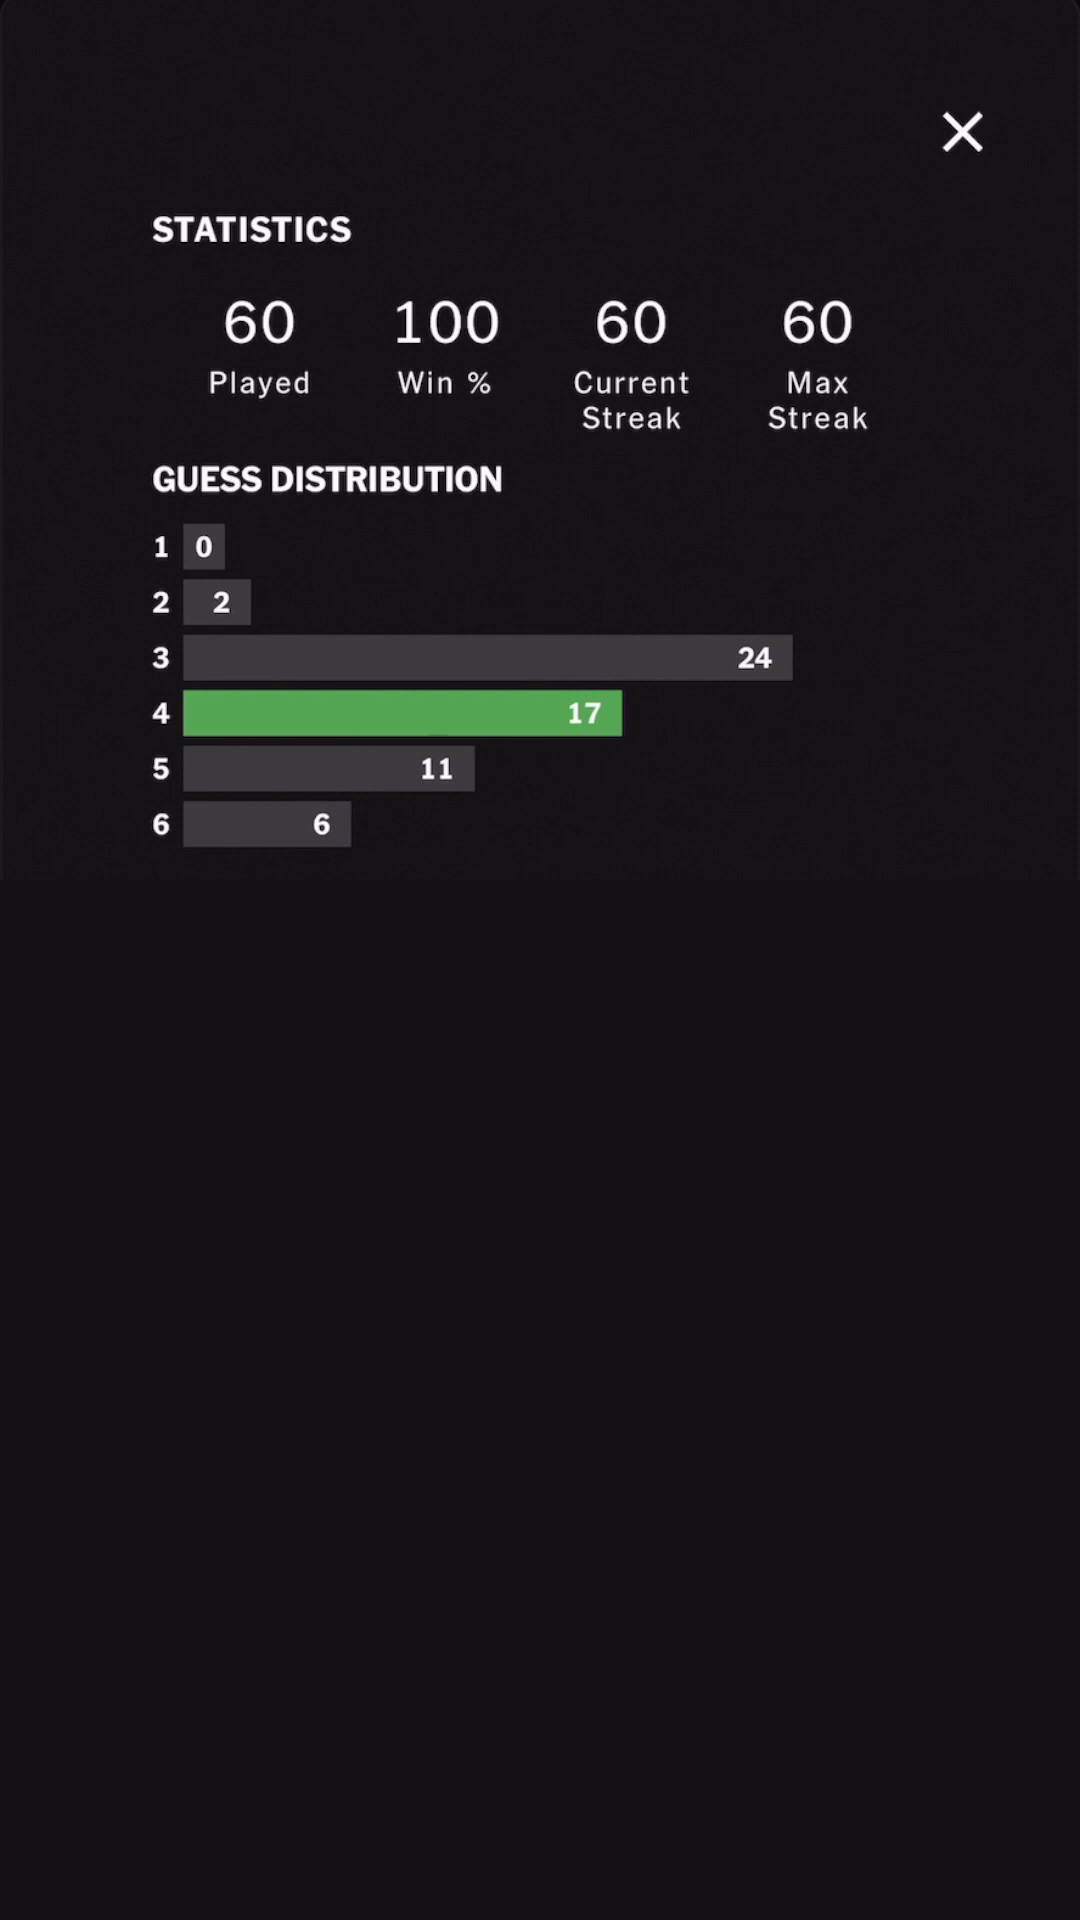 STATISTICS
60 100 60 60
Played Win % Current Streak Max Streak
GUESS DISTRIBUTION
1 0
2 2
3 24
4 17
5 11
6 6